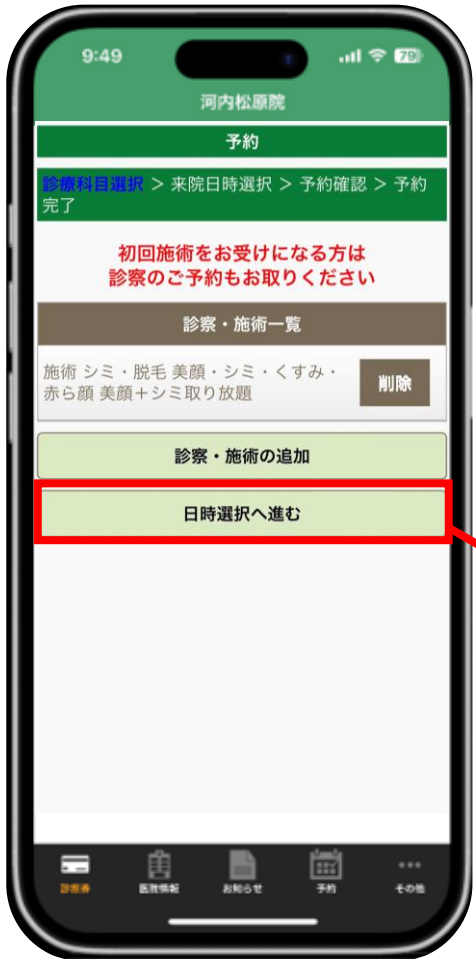 9:49
79
河内松原院
予約
診療科目選択 > 来院日時選択 > 予約確認 > 予約
完了
初回施術をお受けになる方は
診察のご予約もお取りください
診察・施術一覧
施術 シミ・脱毛 美顔・シミ・くすみ・
赤ら顔 美顔＋シミ取り放題
削除
診察・施術の追加
日時選択へ進む
診察券 医院情報 お知らせ 予約 その他